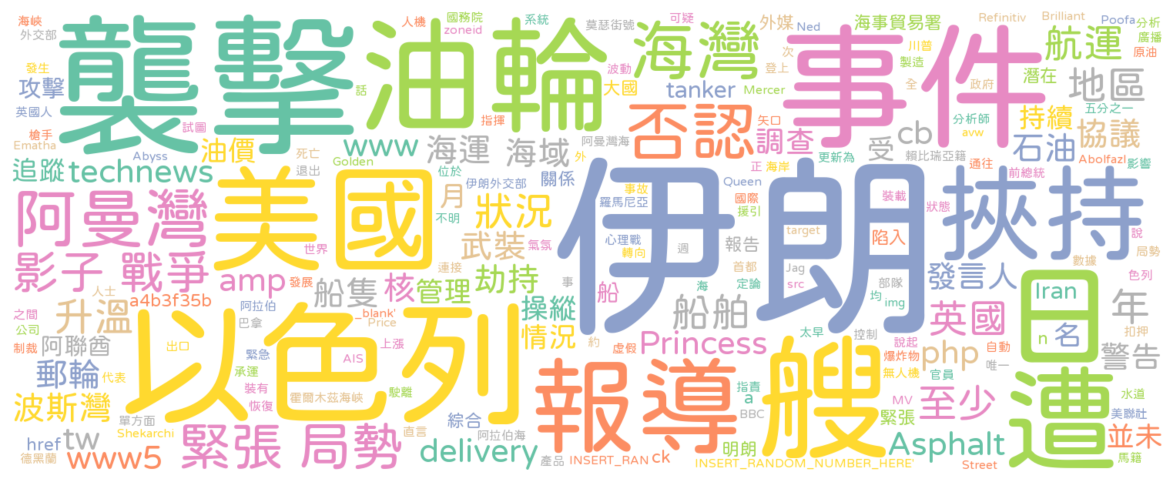 海峽 外交部 人機 國務院 zoneid 系統 莫瑟街號 可疑 外媒 Ned 海事貿易署 Refinitiv Brilliant Poofa 分析 廣播
發生 攻擊 英國人 襲擊 油輪 話 波動 海灣 大國 次 登上 事件 川普 製造 航運 潛在 地區 原油
槍手 Ematha 試圖 指揮 阿曼灣海 tanker Mercer 矢口 全 政府 分析師 avw 持續 五分之一
追蹤 technews Abyss 油價 死亡 退出 www 海運 海域 否認 外 調查 正 海岸 更新為 受 cb 賴比瑞亞籍 通往 石油 協議 Abolfazl 影響
阿曼灣 美國 Golden 位於 狀況 伊朗外交部 不明 關係 月 伊朗 事故 羅馬尼亞 Queen 國際 援引 裝載 狀態 前總統 挾持 說
影子 戰爭 世界 武裝 氣氛 心理戰 轉向 週 報告 target 陷入 數據 局勢
人士 a4b3f35b 發展 amp 連接 船隻 核 管理 劫持 事 船 海 船舶 首都 定論 Jag src 均 img 部隊 發言人 色列
之間 公司 升溫 阿拉伯 巴拿 _blank' Price 操縱 情況 約 太早 控制 英國 Iran n 名 日 年 扣押
制裁 阿聯酋 以色列 出口 AIS 上漲 虛假 Princess 說起 爆炸物 無人機 自動 唯一 php 官員 警告
郵輪 代表 緊急 承運 裝有 恢復 霍爾木茲海峽 駛離 報導 指責 a BBC 艘 MV 緊張 至少 遭 水道 美聯社
波斯灣 單方面 Shekarchi 緊張 局勢 直言 綜合 阿拉伯海 明朗 Asphalt 並未
href tw 德黑蘭 www5 delivery 產品 INSERT_RAN ck INSERT_RANDOM_NUMBER_HERE' Street 馬籍